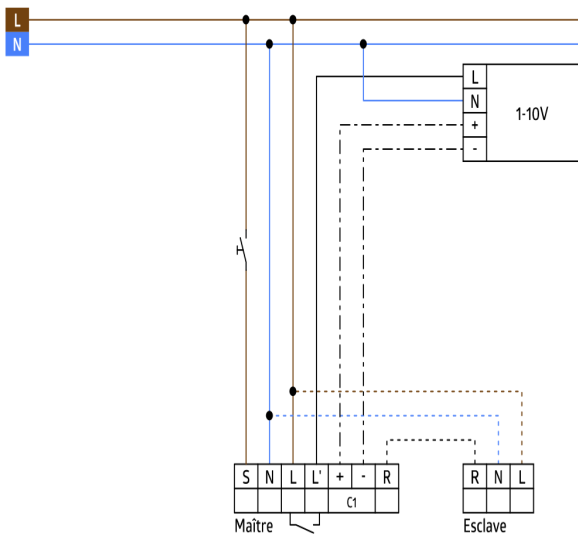 L
N
L
N
+
-
1-10V
S N L L' + - R
C1
R N L
Maître
Esclave